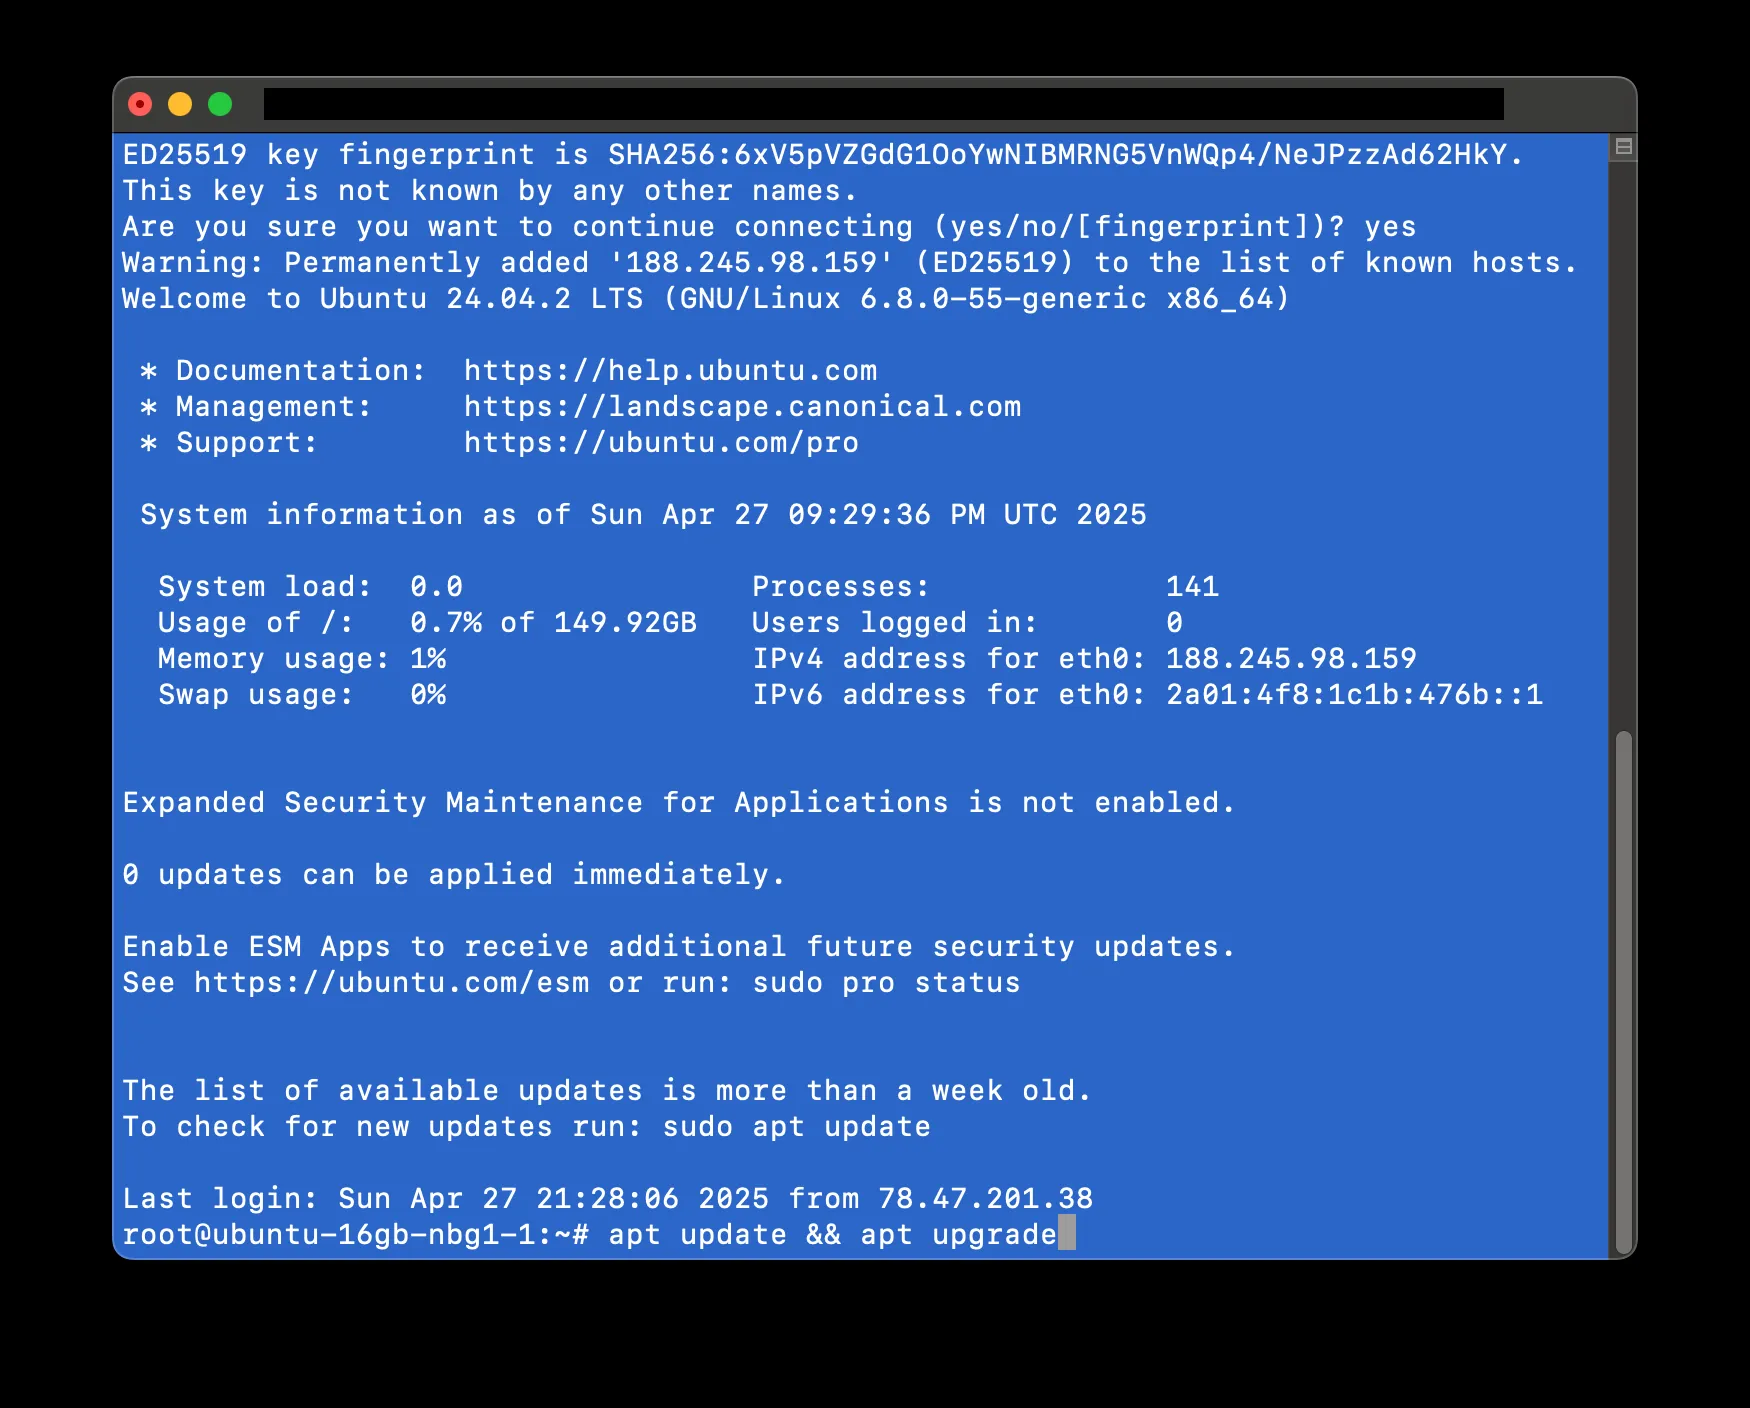 ED25519 key fingerprint is SHA256:6xV5pVZGdG1OoYwNIBMRNG5VnWQp4/NeJPzzAd62HkY.
This key is not known by any other names.
Are you sure you want to continue connecting (yes/no/[fingerprint])? yes
Warning: Permanently added '188.245.98.159' (ED25519) to the list of known hosts.
Welcome to Ubuntu 24.04.2 LTS (GNU/Linux 6.8.0-55-generic x86_64)
* Documentation:  https://help.ubuntu.com
* Management:     https://landscape.canonical.com
* Support:        https://ubuntu.com/pro
System information as of Sun Apr 27 09:29:36 PM UTC 2025
System load:  0.0                Processes:             141
Usage of /:   0.7% of 149.92GB   Users logged in:       0
Memory usage: 1%                 IPv4 address for eth0: 188.245.98.159
Swap usage:   0%                 IPv6 address for eth0: 2a01:4f8:1c1b:476b::1
Expanded Security Maintenance for Applications is not enabled.
0 updates can be applied immediately.
Enable ESM Apps to receive additional future security updates.
See https://ubuntu.com/esm or run: sudo pro status
The list of available updates is more than a week old.
To check for new updates run: sudo apt update
Last login: Sun Apr 27 21:28:06 2025 from 78.47.201.38
root@ubuntu-16gb-nbg1-1:~# apt update && apt upgrade